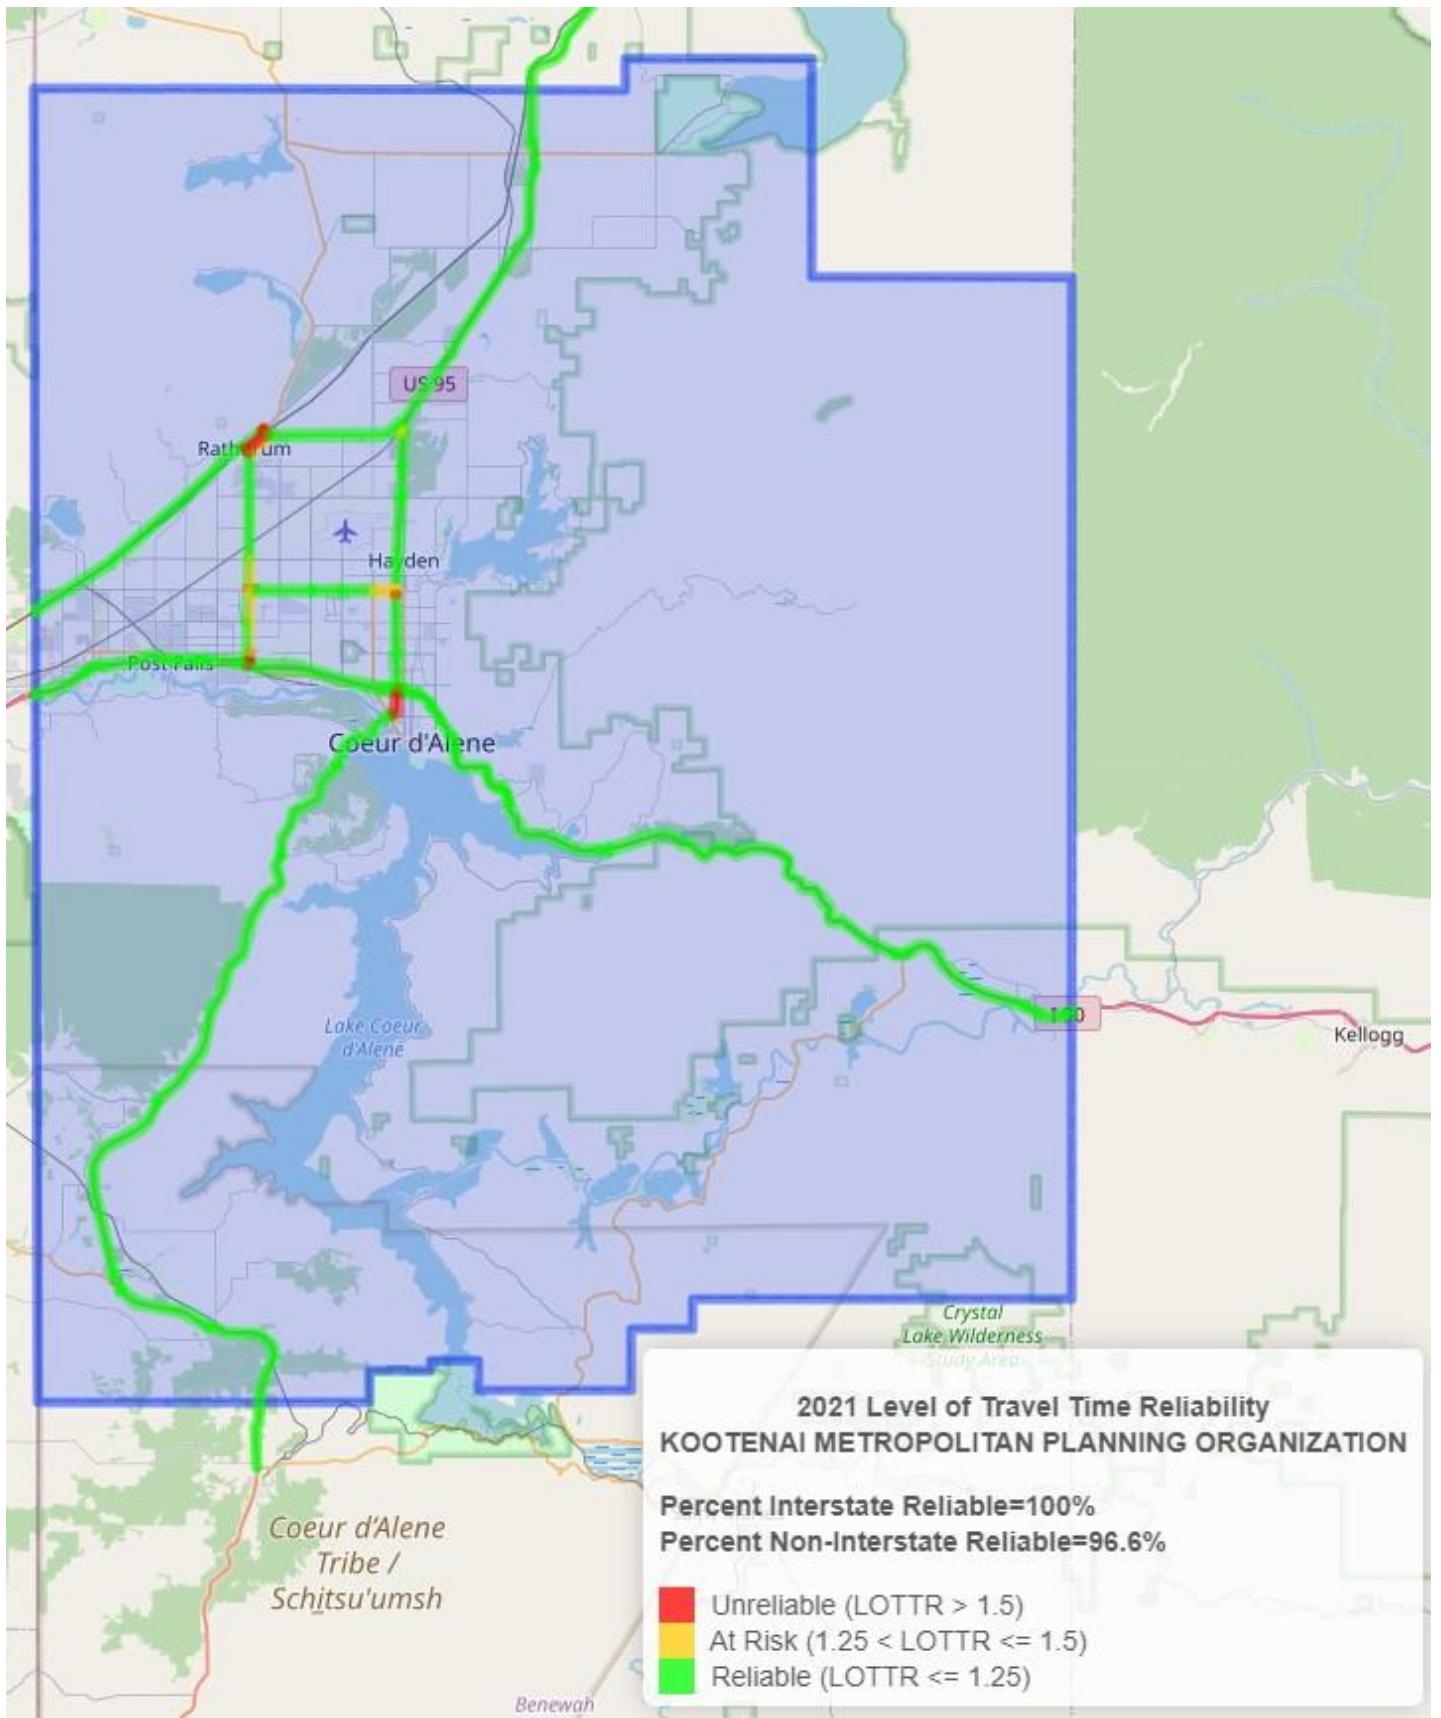 US 95
Rathdrum
Hayden
Post Falls
Coeur d'Alene
Lake Coeur
d'Alene
I 90
Kellogg
Crystal
Lake Wilderness
Study Area
2021 Level of Travel Time Reliability
KOOTENAI METROPOLITAN PLANNING ORGANIZATION
Percent Interstate Reliable=100%
Percent Non-Interstate Reliable=96.6%
Unreliable (LOTTR > 1.5)
At Risk (1.25 < LOTTR <= 1.5)
Reliable (LOTTR <= 1.25)
Coeur d’Alene
Tribe /
Schi̲tsu'umsh
Benewah